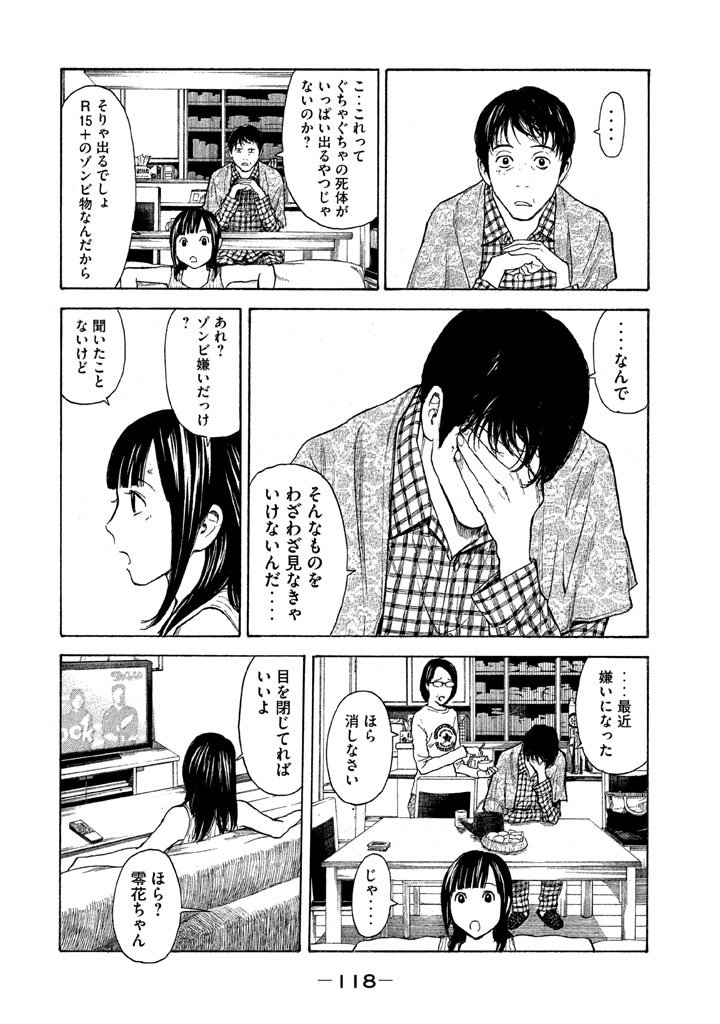 ‥‥
こ‥これって
ぐちゃぐちゃの死体が
いっぱい出るやつじゃ
ないのか?
そりゃ出るでしょ
R15+のゾンビ物なんだから
‥‥なんで
そんなものを
わざわざ見なきゃ
いけないんだ‥‥
あれ?
ゾンビ嫌いだっけ
?
聞いたこと
ないけど
‥‥最近
嫌いになった
ほら
消しなさい
じゃ‥‥
目を閉じてれば
いいよ
ock
ほら?
零花ちゃん
-118-